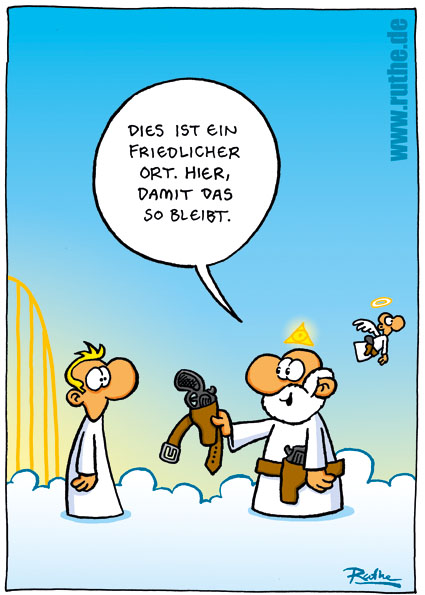 www.ruthe.de
DIES IST EIN
FRIEDLICHER
ORT. HIER,
DAMIT DAS
SO BLEIBT.
Ruthe